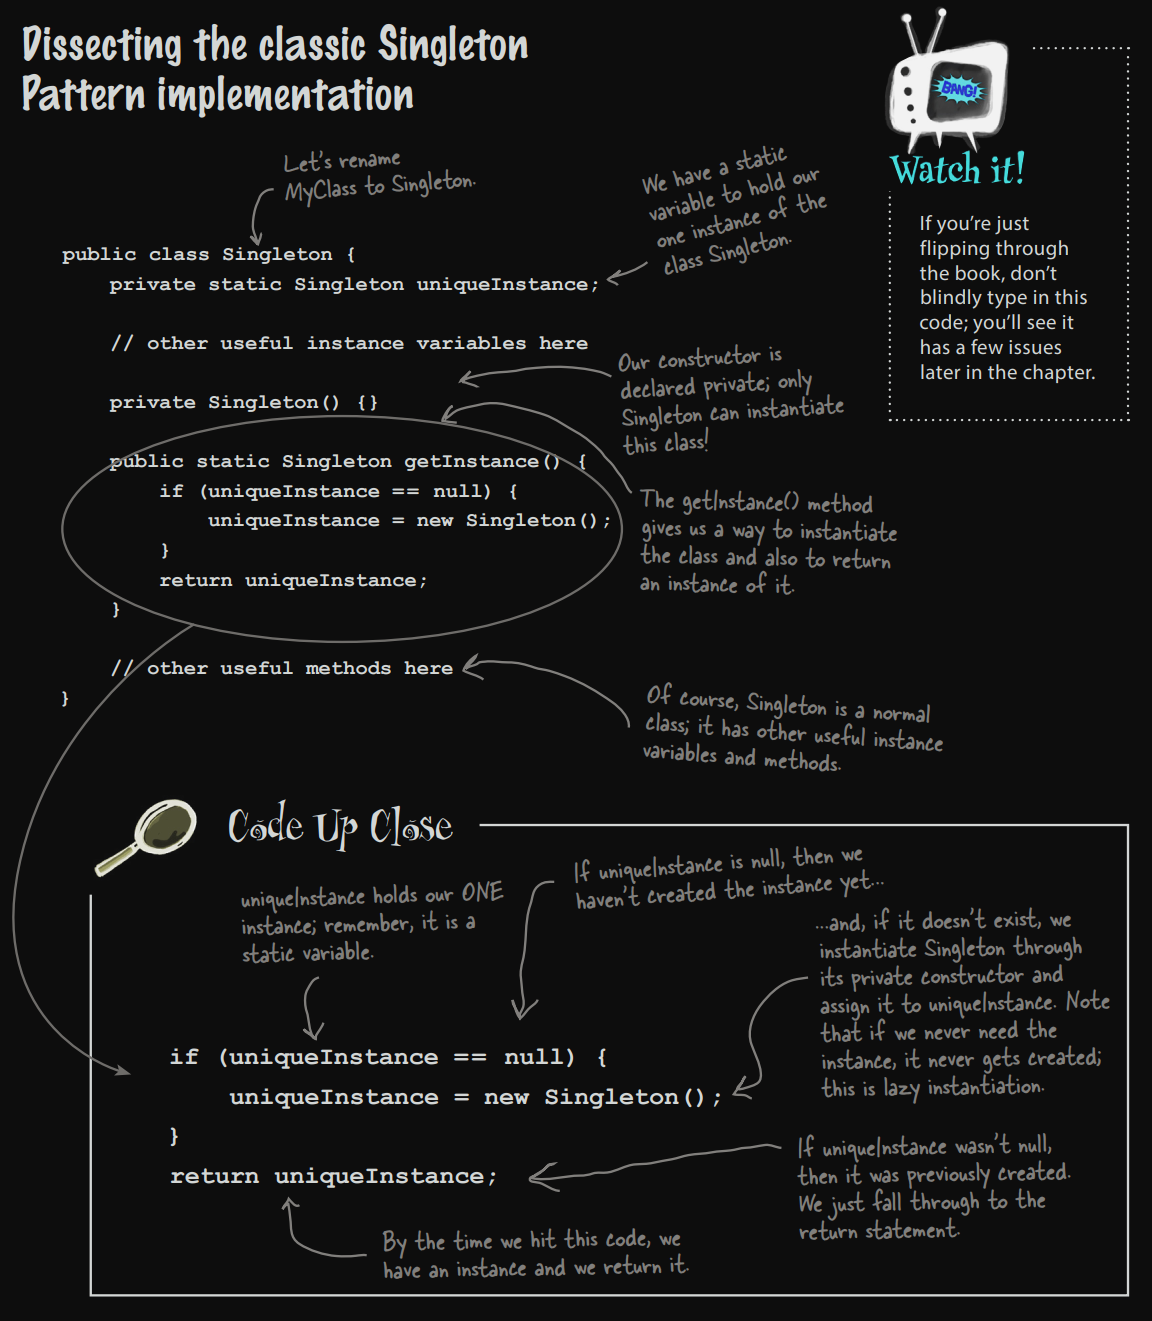 Dissecting the classic Singleton
Pattern implementation
BANG!
Watch it!
If you’re just
flipping through
the book, don’t
blindly type in this
code; you’ll see it
has a few issues
later in the chapter.
Let’s rename
MyClass to Singleton.
We have a static
variable to hold our
one instance of the
class Singleton.
public class Singleton {
private static Singleton uniqueInstance;
// other useful instance variables here
Our constructor is
declared private; only
Singleton can instantiate
this class!
private Singleton() {}
public static Singleton getInstance() {
if (uniqueInstance == null) {
uniqueInstance = new Singleton();
}
return uniqueInstance;
}
The getInstance() method
gives us a way to instantiate
the class and also to return
an instance of it.
// other useful methods here
}
Of course, Singleton is a normal
class; it has other useful instance
variables and methods.
Code Up Close
uniqueInstance holds our ONE
instance; remember, it is a
static variable.
If uniqueInstance is null, then we
haven’t created the instance yet...
...and, if it doesn’t exist, we
instantiate Singleton through
its private constructor and
assign it to uniqueInstance. Note
that if we never need the
instance, it never gets created;
this is lazy instantiation.
if (uniqueInstance == null) {
uniqueInstance = new Singleton();
}
return uniqueInstance;
If uniqueInstance wasn’t null,
then it was previously created.
We just fall through to the
return statement.
By the time we hit this code, we
have an instance and we return it.